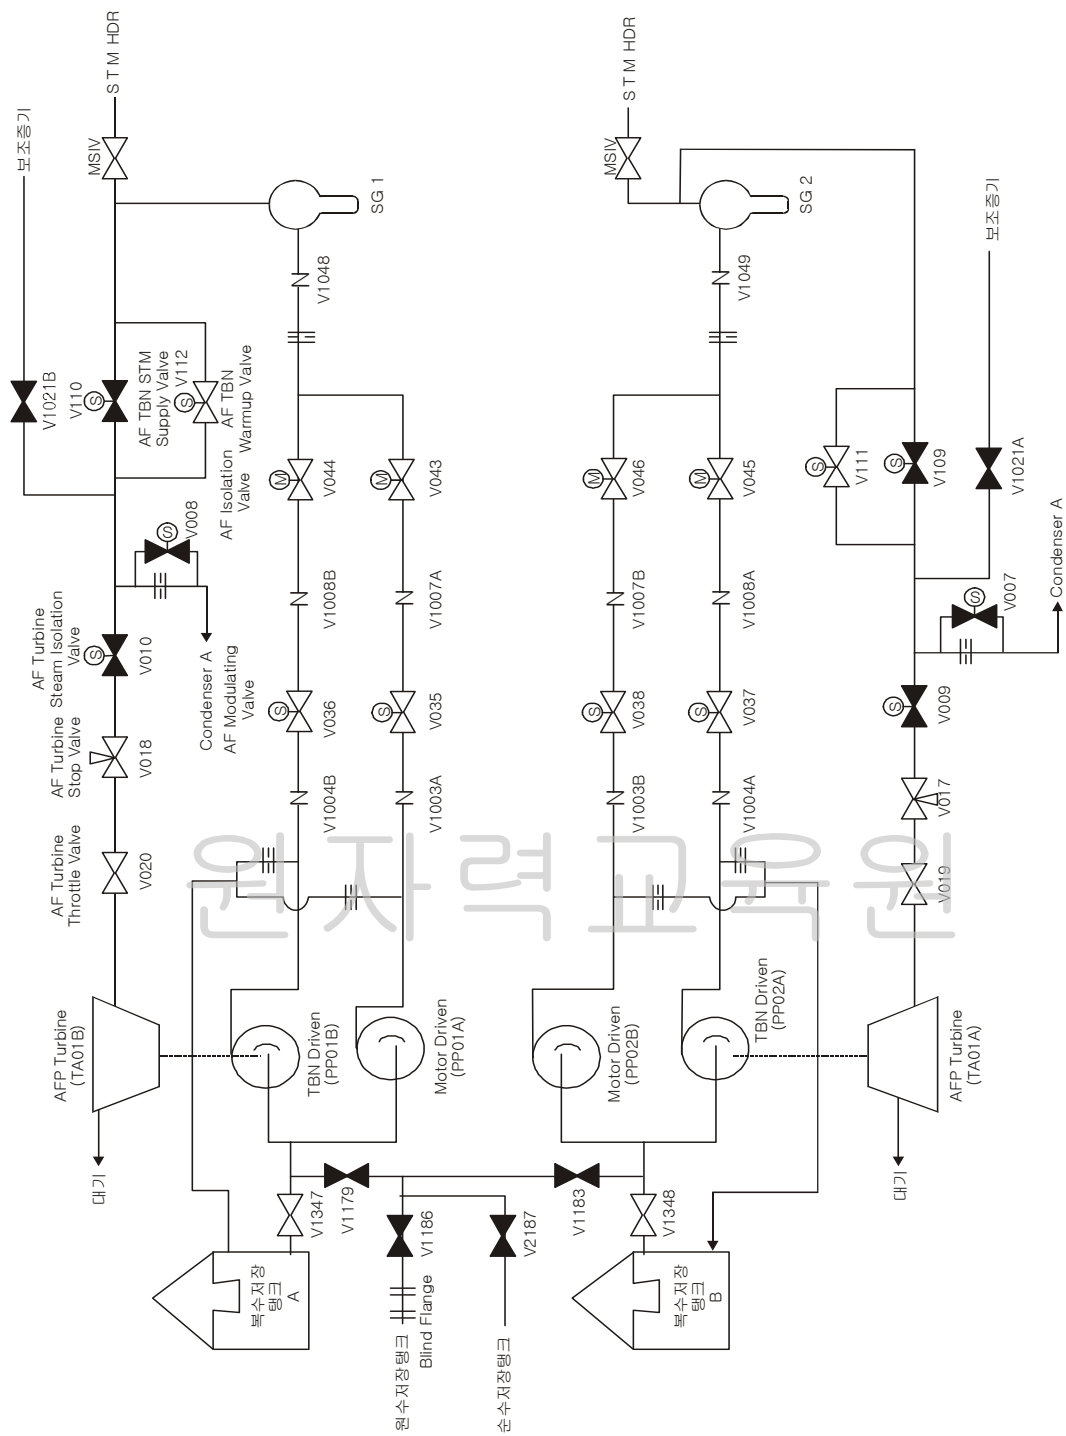 보조증기
STM HDR
MSIV
V1021B
V110
AF TBN STM
Supply Valve
V112
AF TBN
Warmup Valve
AF Isolation
Valve
V008
AF Turbine
Steam Isolation
Valve
V010
Condenser A
AF Modulating
Valve
AF Turbine
Stop Valve
V018
AF Turbine
Throttle Valve
V020
AFP Turbine
(TA01B)
대기
SG 1
V1048
V044
V043
V1008B
V1007A
V036
V035
V1004B
V1003A
TBN Driven
(PP01B)
Motor Driven
(PP01A)
V1347
V1179
V1186
V2187
V1183
V1348
복수저장
탱크
A
Blind Flange
원수저장탱크
순수저장탱크
복수저장
탱크
B
STM HDR
MSIV
SG 2
V1049
V046
V045
V1007B
V1008A
V038
V037
V1003B
V1004A
Motor Driven
(PP02B)
TBN Driven
(PP02A)
보조증기
V111
V109
V1021A
V007
Condenser A
V009
V017
V019
AFP Turbine
(TA01A)
대기
S
S
S
S
M
M
S
S
M
M
S
S
S
S
S
S
원자력교육원